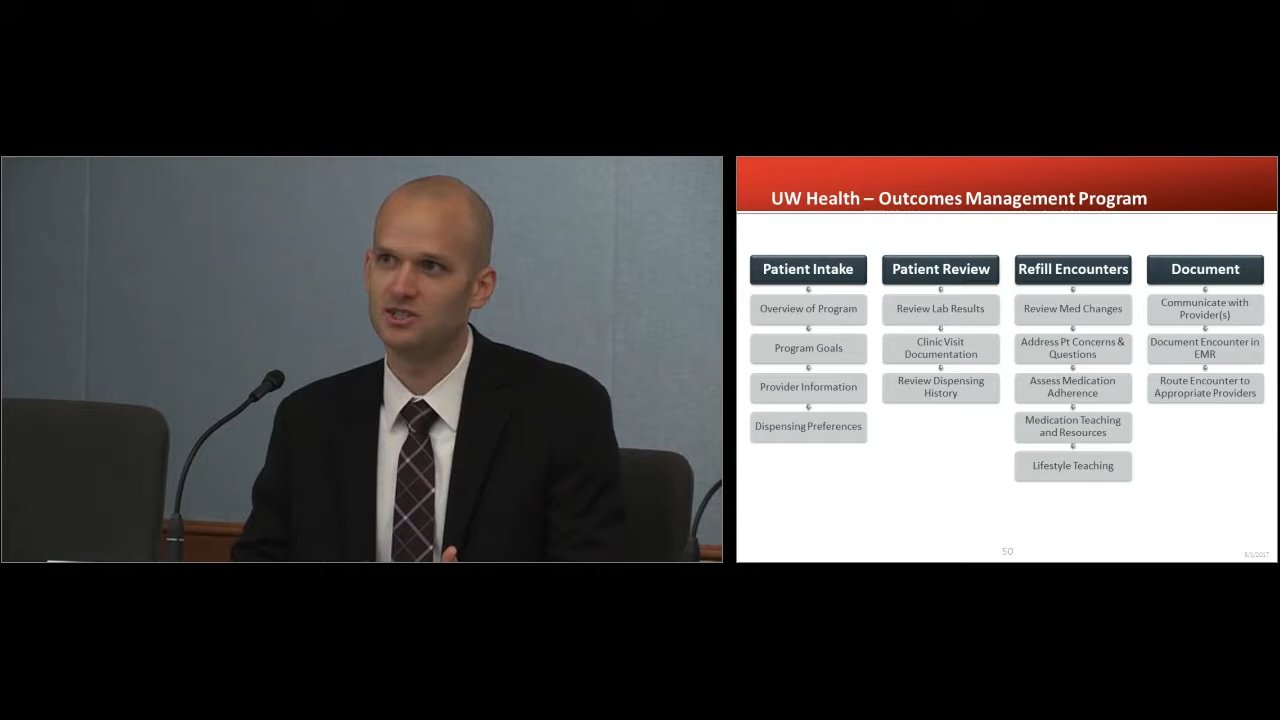 UW Health – Outcomes Management Program
Patient Intake
Overview of Program
Program Goals
Provider Information
Dispensing Preferences
Patient Review
Review Lab Results
Clinic Visit
Documentation
Review Dispensing
History
Refill Encounters
Review Med Changes
Address Pt Concerns &
Questions
Assess Medication
Adherence
Medication Teaching
and Resources
Lifestyle Teaching
Document
Communicate with
Provider(s)
Document Encounter in
EMR
Route Encounter to
Appropriate Providers
50
5/1/2017